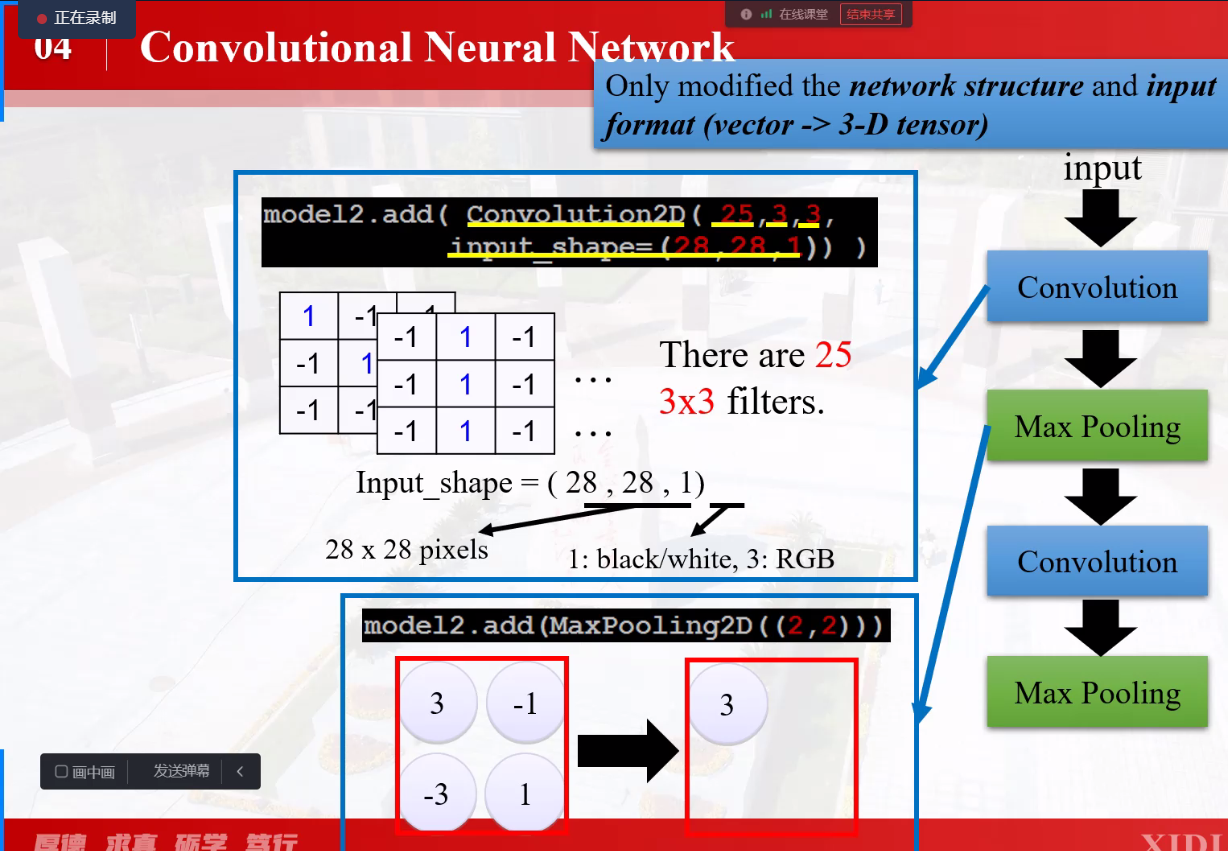 正在录制
在线课堂 结束共享
04
Convolutional Neural Network
Only modified the network structure and input
format (vector -> 3-D tensor)
input
Convolution
Max Pooling
Convolution
Max Pooling
model2.add( Convolution2D( 25,3,3,
input_shape=(28,28,1)) )
1 -1 -1
-1 1
-1 -1
-1 1 -1
-1 1 -1
-1 1 -1
...
...
There are 25
3x3 filters.
Input_shape = ( 28 , 28 , 1)
28 x 28 pixels
1: black/white, 3: RGB
model2.add(MaxPooling2D((2,2)))
3 -1
-3 1
3
画中画 发送弹幕
厚德 求真 砺学 笃行
XIDI